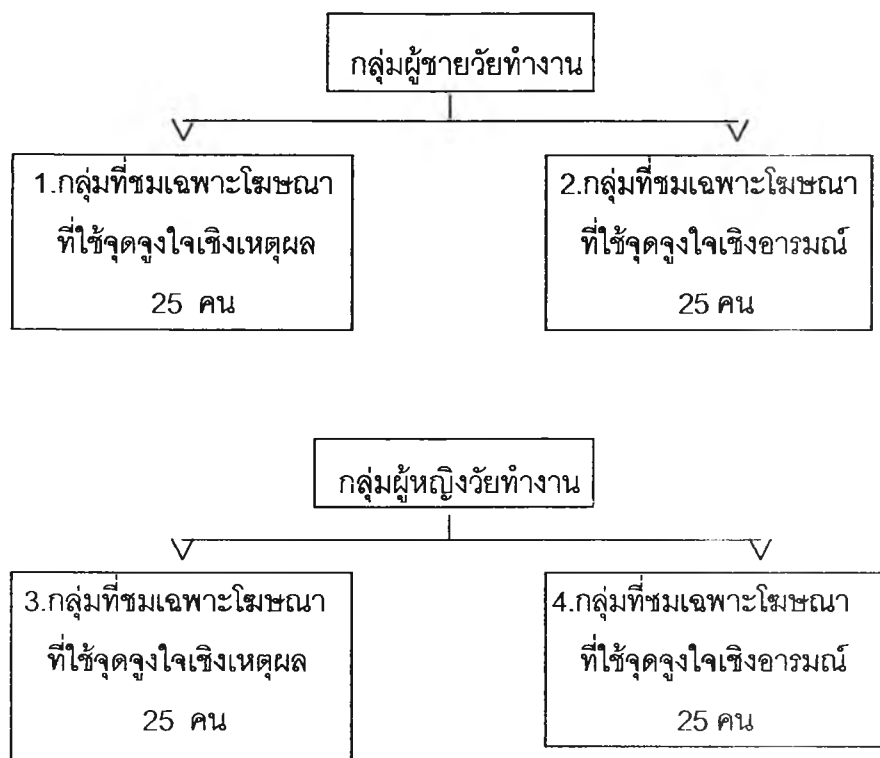 กลุ่มผู้ชายวัยทำงาน
1.กลุ่มที่ชมเฉพาะโฆษณา
ที่ใช้จุดจูงใจเชิงเหตุผล
25 คน
2.กลุ่มที่ชมเฉพาะโฆษณา
ที่ใช้จุดจูงใจเชิงอารมณ์
25 คน
กลุ่มผู้หญิงวัยทำงาน
3.กลุ่มที่ชมเฉพาะโฆษณา
ที่ใช้จุดจูงใจเชิงเหตุผล
25 คน
4.กลุ่มที่ชมเฉพาะโฆษณา
ที่ใช้จุดจูงใจเชิงอารมณ์
25 คน